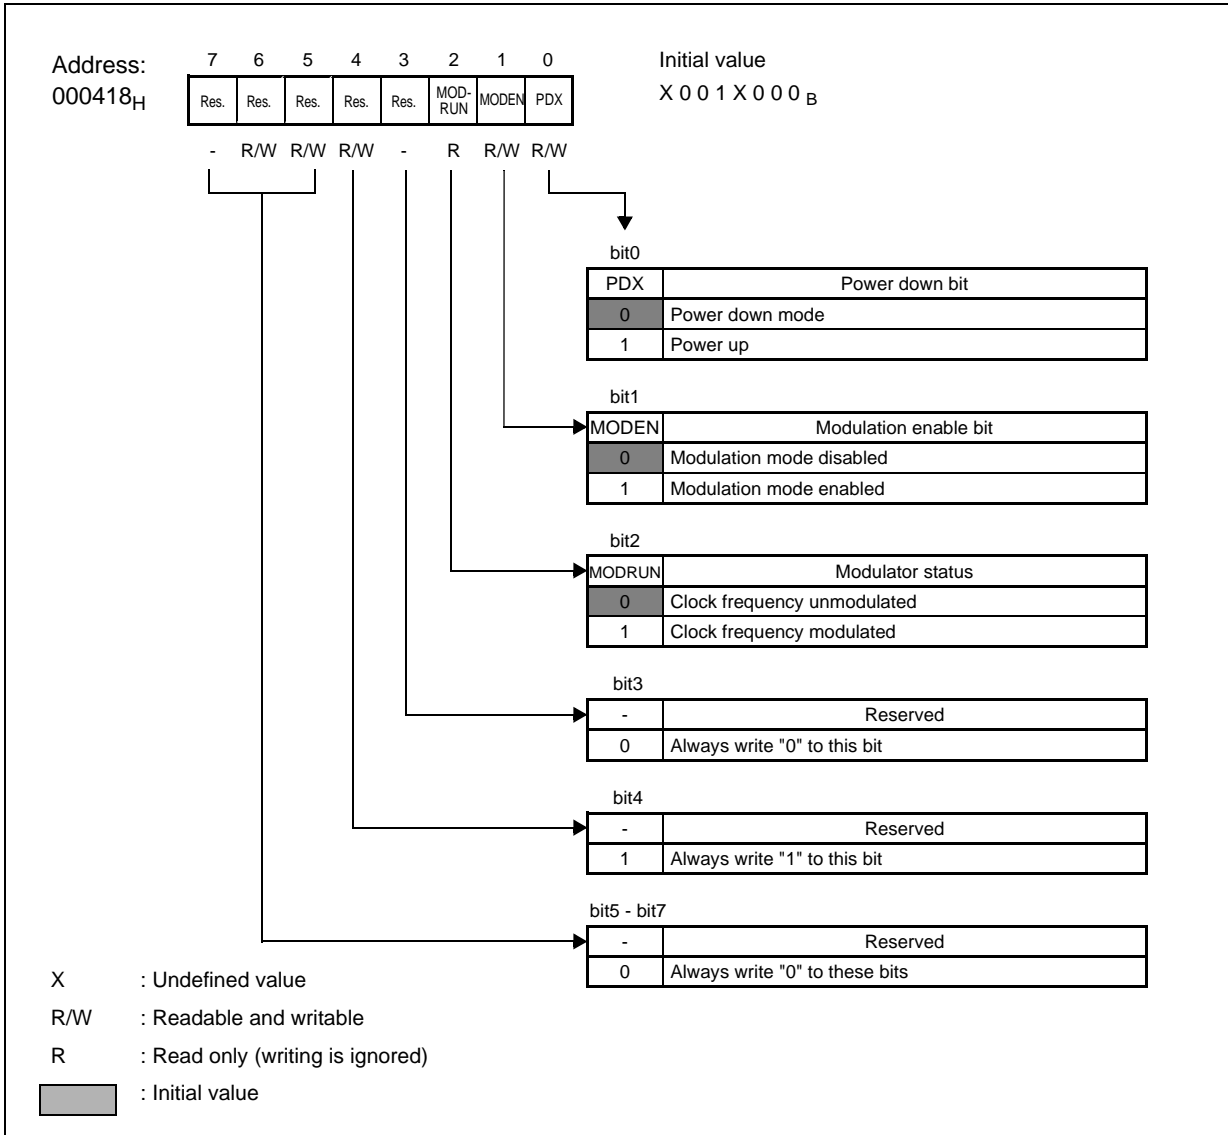 Address: 7 6 5 4 3 2 1 0 Initial value
000418H Res. Res. Res. Res. Res. MOD-RUN MODEN PDX X 0 0 1 X 0 0 0 B
- R/W R/W R/W - R R/W R/W
bit0
PDX Power down bit
0 Power down mode
1 Power up
bit1
MODEN Modulation enable bit
0 Modulation mode disabled
1 Modulation mode enabled
bit2
MODRUN Modulator status
0 Clock frequency unmodulated
1 Clock frequency modulated
bit3
- Reserved
0 Always write "0" to this bit
bit4
- Reserved
1 Always write "1" to this bit
bit5 - bit7
- Reserved
0 Always write "0" to these bits
X : Undefined value
R/W : Readable and writable
R : Read only (writing is ignored)
: Initial value